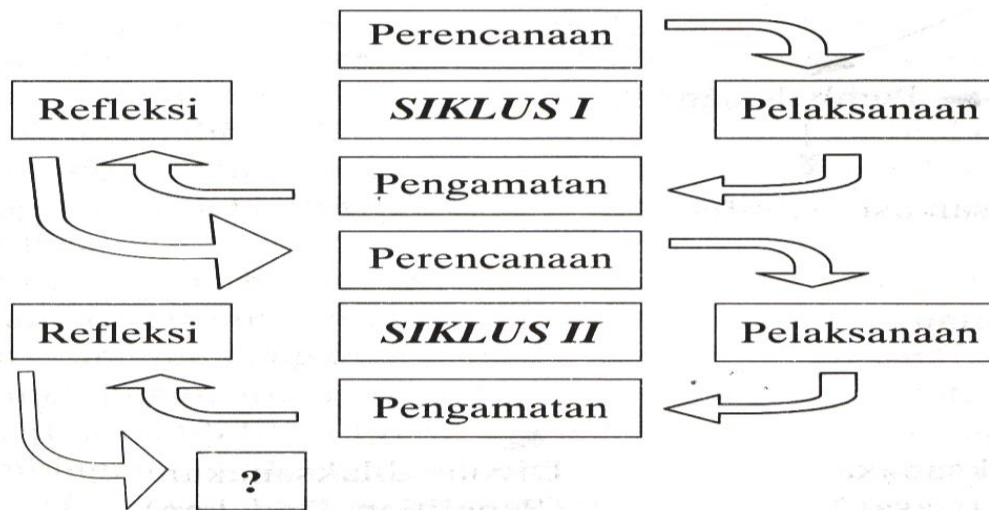 Perencanaan
Refleksi
SIKLUS I
Pelaksanaan
Pengamatan
Perencanaan
Refleksi
SIKLUS II
Pelaksanaan
Pengamatan
?